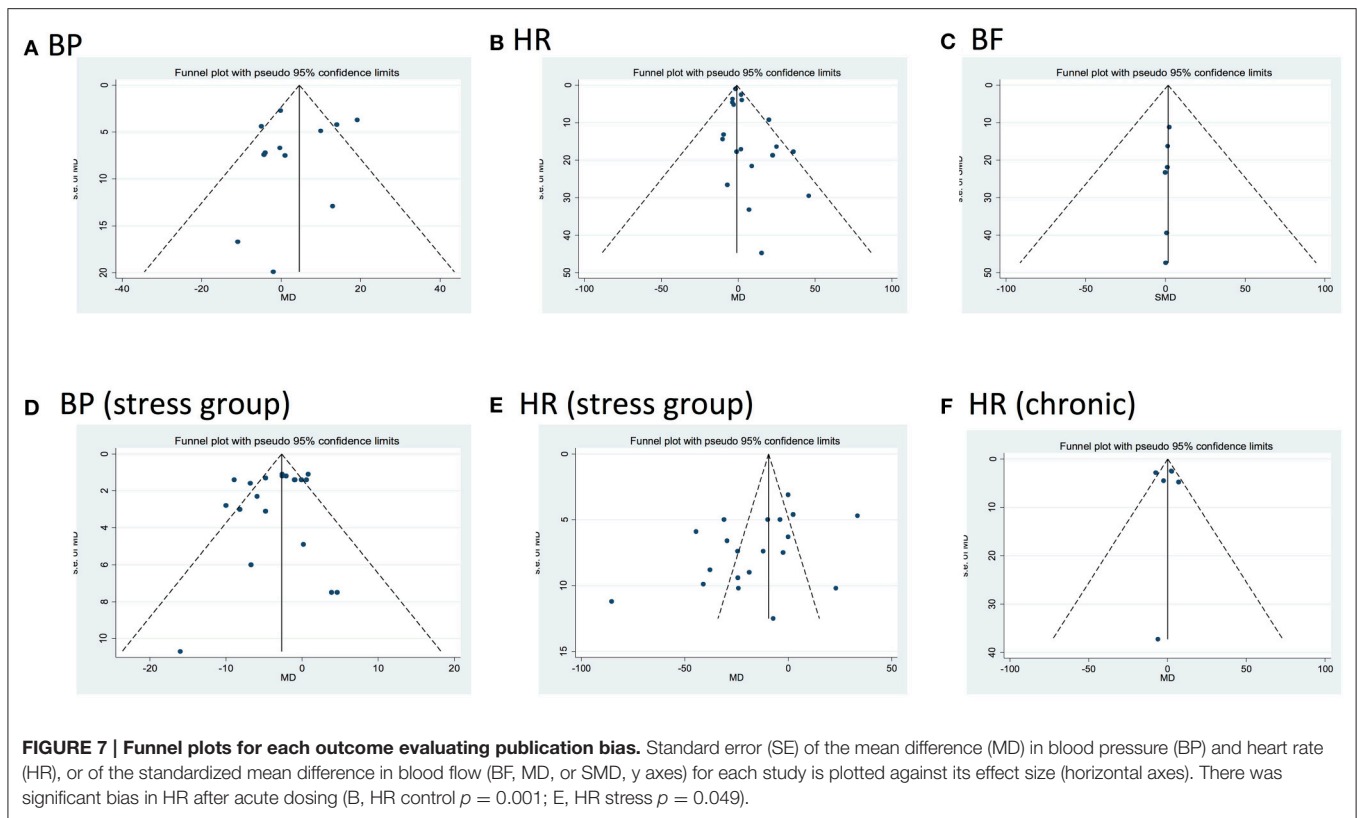 A BP
Funnel plot with pseudo 95% confidence limits
0
5
10
15
20
s.e. of MD
-40 -20 0 20 40
MD
B HR
Funnel plot with pseudo 95% confidence limits
0
10
20
30
40
50
s.e. of MD
-100 -50 0 50 100
MD
C BF
Funnel plot with pseudo 95% confidence limits
0
10
20
30
40
50
s.e. of SMD
-100 -50 0 50 100
SMD
D BP (stress group)
Funnel plot with pseudo 95% confidence limits
0
2
4
6
8
10
s.e. of MD
-20 -10 0 10 20
MD
E HR (stress group)
Funnel plot with pseudo 95% confidence limits
0
5
10
15
s.e. of MD
-100 -50 0 50
MD
F HR (chronic)
Funnel plot with pseudo 95% confidence limits
0
10
20
30
40
s.e. of MD
-100 -50 0 50 100
MD
FIGURE 7 | Funnel plots for each outcome evaluating publication bias. Standard error (SE) of the mean difference (MD) in blood pressure (BP) and heart rate
(HR), or of the standardized mean difference in blood flow (BF, MD, or SMD, y axes) for each study is plotted against its effect size (horizontal axes). There was
significant bias in HR after acute dosing (B, HR control p = 0.001; E, HR stress p = 0.049).